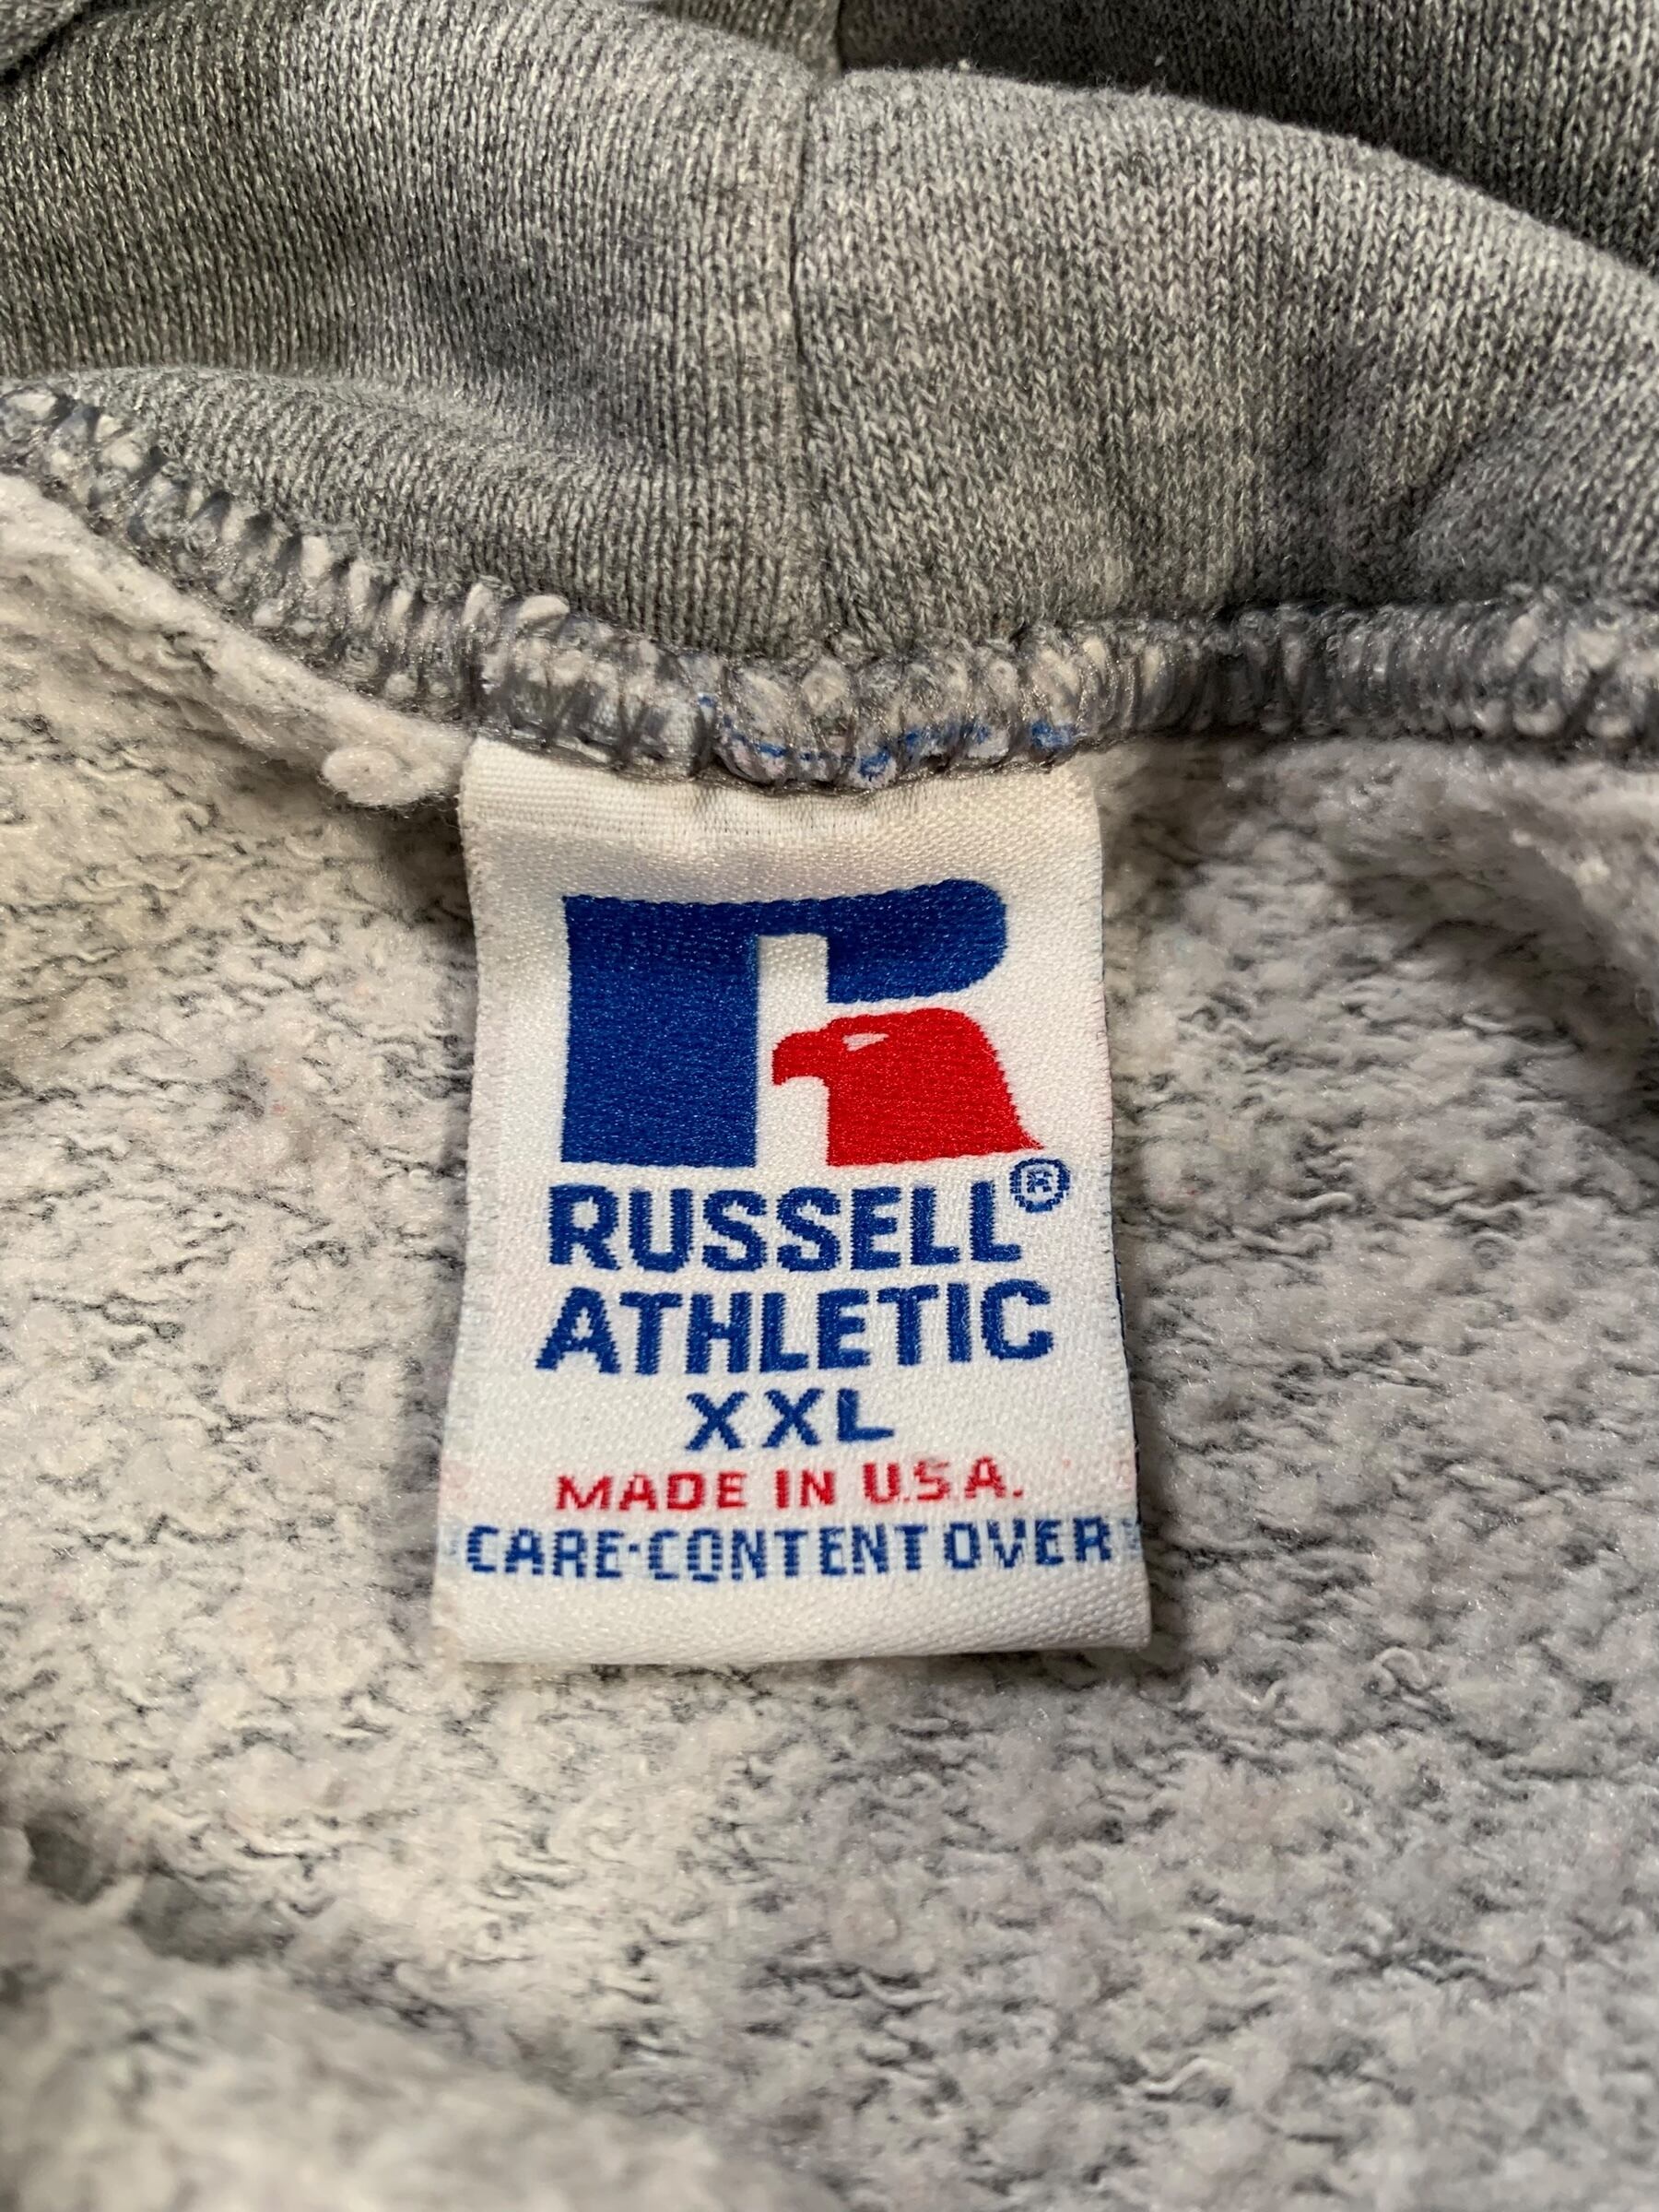 RUSSELL®
ATHLETIC
XXL
MADE IN U.S.A.
CARE·CONTENT OVER